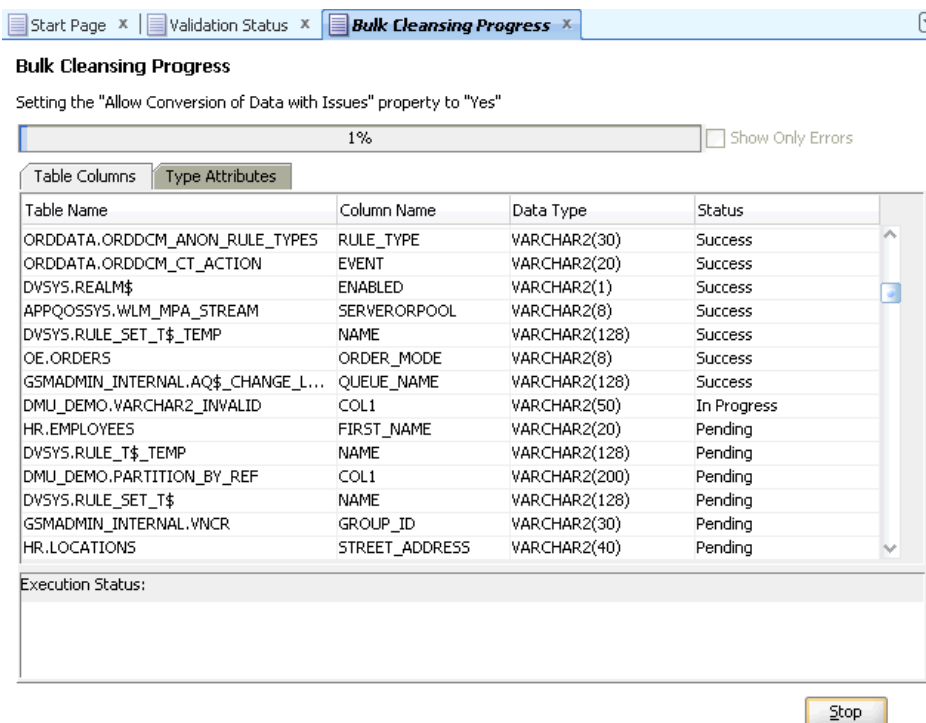 Start Page x Validation Status x Bulk Cleansing Progress x
Bulk Cleansing Progress
Setting the "Allow Conversion of Data with Issues" property to "Yes"
1% Show Only Errors
Table Columns Type Attributes
Table Name Column Name Data Type Status
ORDDATA.ORDDCM_ANON_RULE_TYPES RULE_TYPE VARCHAR2(30) Success
ORDDATA.ORDDCM_CT_ACTION EVENT VARCHAR2(20) Success
DVSYS.REALM$ ENABLED VARCHAR2(1) Success
APPQOSSYS.WLM_MPA_STREAM SERVERORPOOL VARCHAR2(8) Success
DVSYS.RULE_SET_T$_TEMP NAME VARCHAR2(128) Success
OE.ORDERS ORDER_MODE VARCHAR2(8) Success
GSMADMIN_INTERNAL.AQ$_CHANGE_L... QUEUE_NAME VARCHAR2(128) Success
DMU_DEMO.VARCHAR2_INVALID COL1 VARCHAR2(50) In Progress
HR.EMPLOYEES FIRST_NAME VARCHAR2(20) Pending
DVSYS.RULE_T$_TEMP NAME VARCHAR2(128) Pending
DMU_DEMO.PARTITION_BY_REF COL1 VARCHAR2(200) Pending
DVSYS.RULE_SET_T$ NAME VARCHAR2(128) Pending
GSMADMIN_INTERNAL.VNCR GROUP_ID VARCHAR2(30) Pending
HR.LOCATIONS STREET_ADDRESS VARCHAR2(40) Pending
Execution Status:
Stop